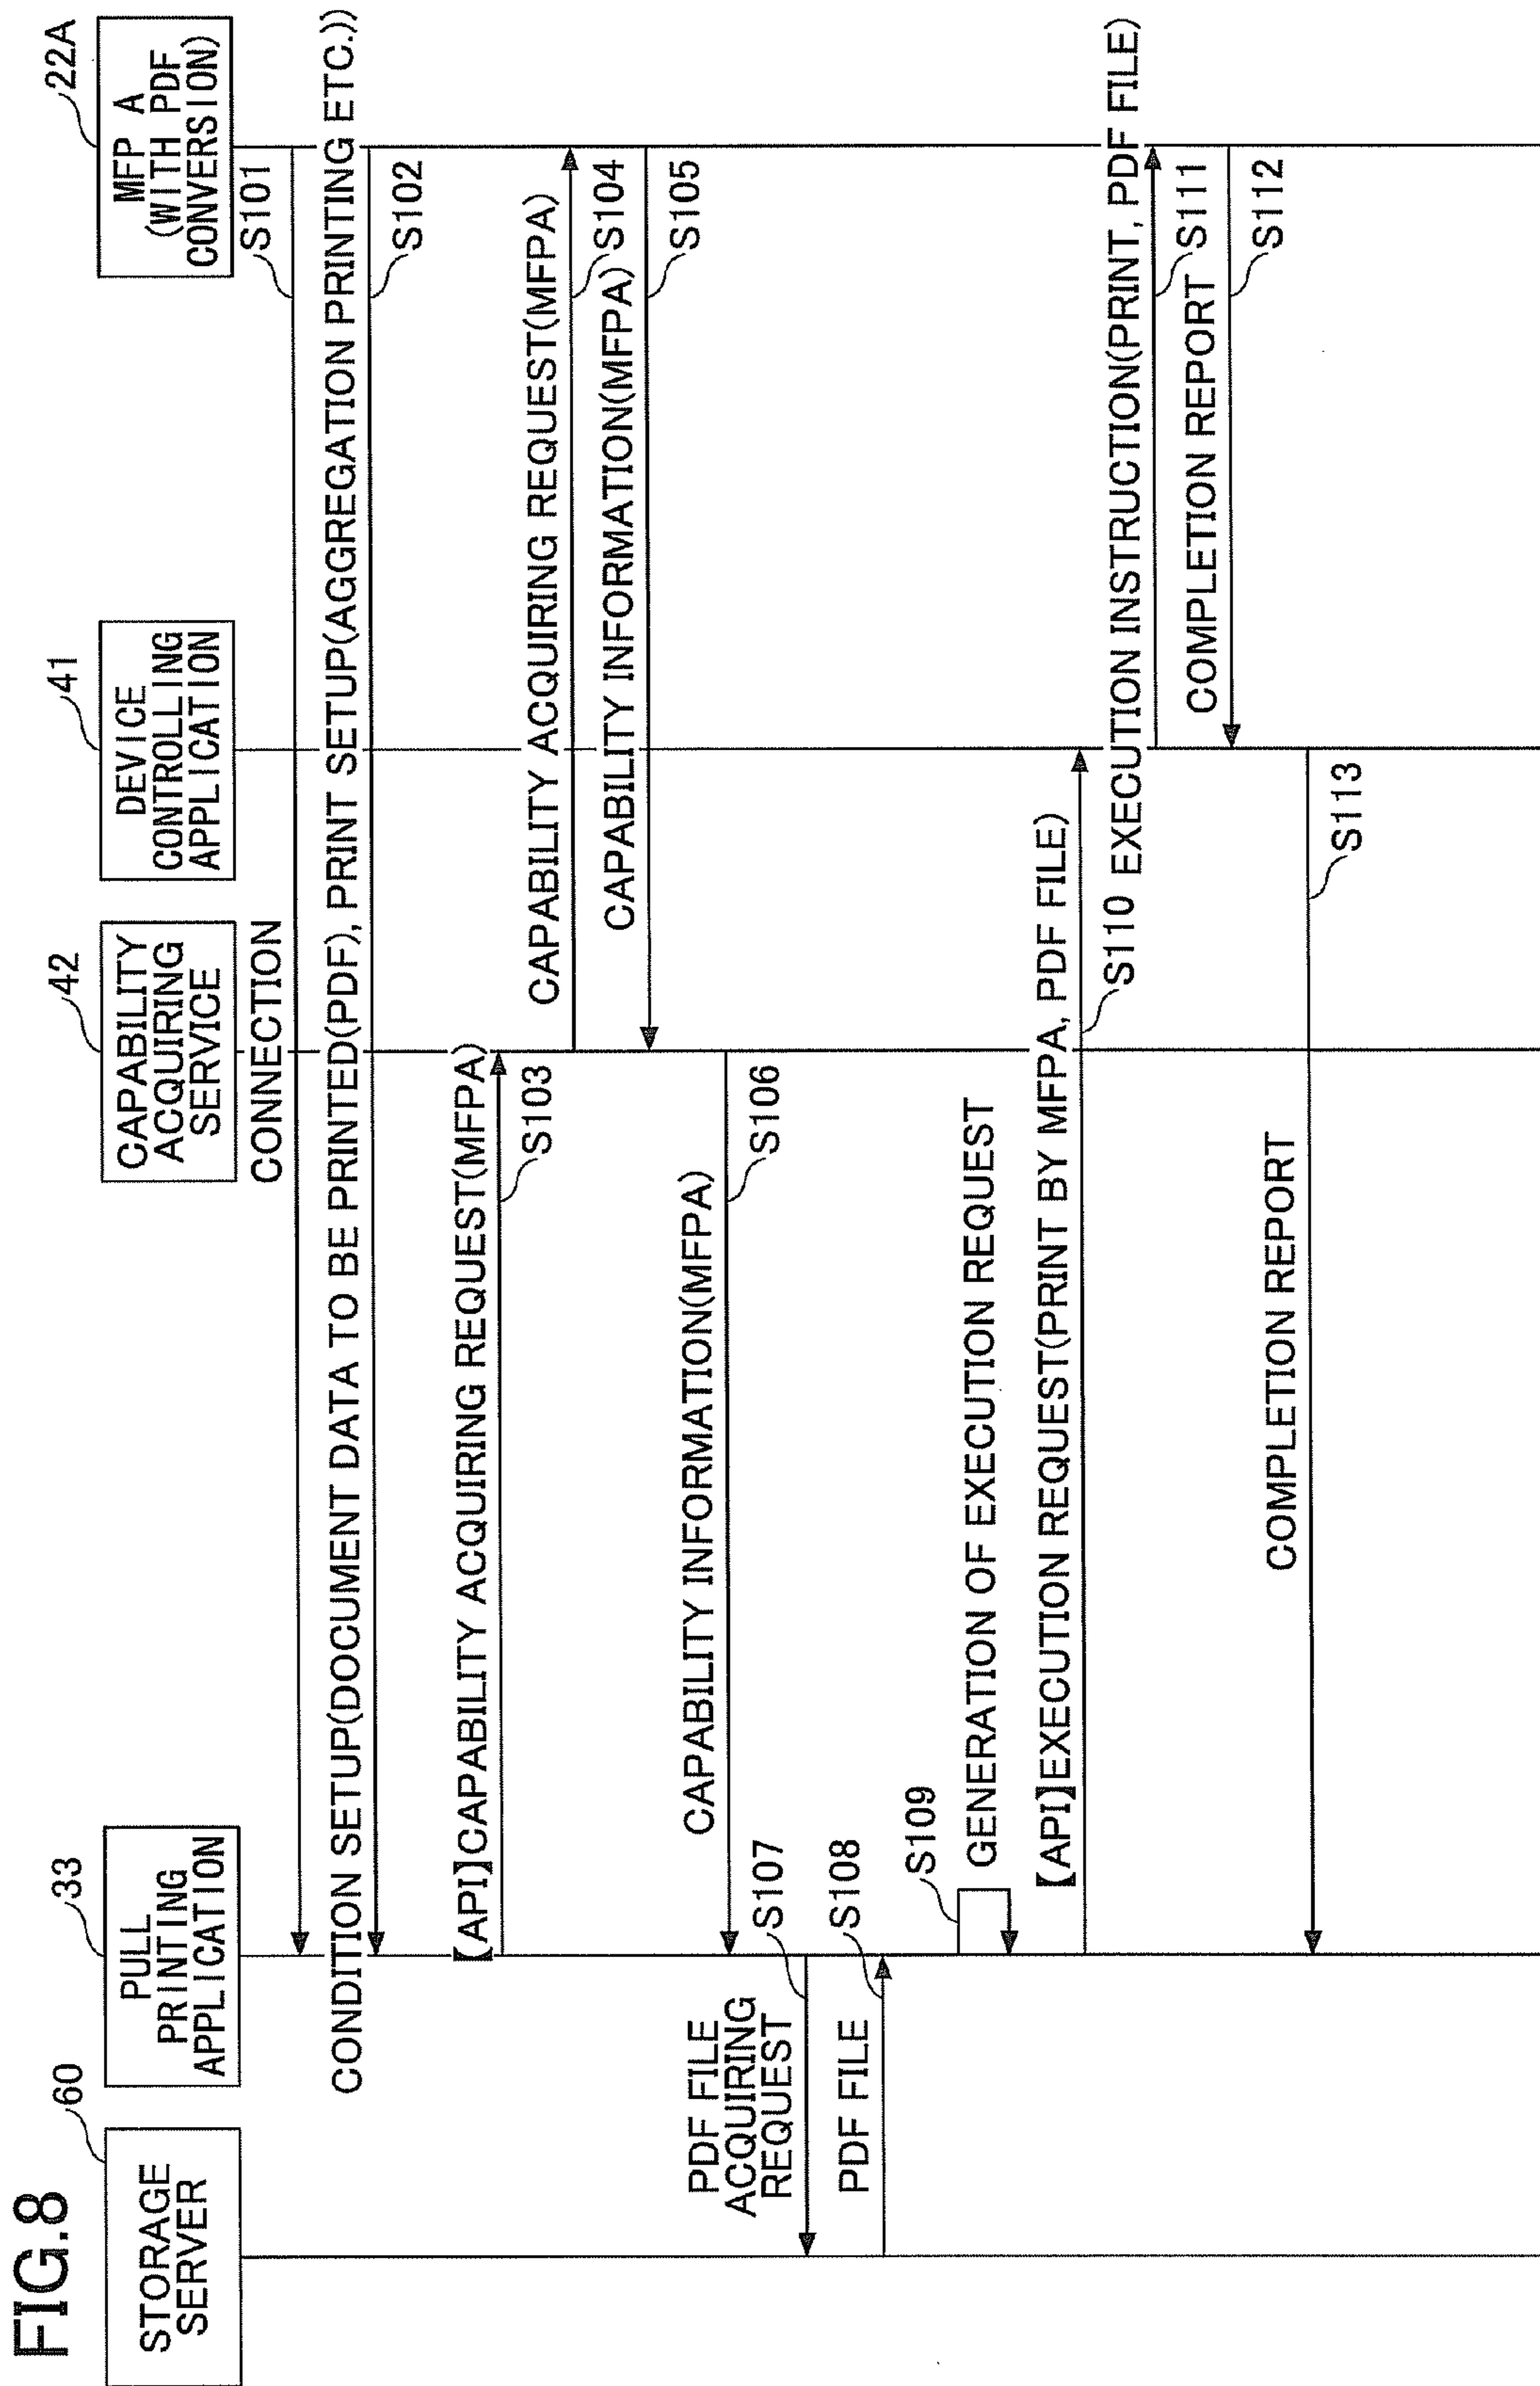 FIG.8
60
STORAGE
SERVER
33
PULL
PRINTING
APPLICATION
42
CAPABILITY
ACQUIRING
SERVICE
41
DEVICE
CONTROLLING
APPLICATION
22A
MFP A
(WITH PDF
CONVERSION)
CONNECTION
S101
CONDITION SETUP(DOCUMENT DATA TO BE PRINTED(PDF), PRINT SETUP(AGGREGATION PRINTING ETC.))
S102
【API】CAPABILITY ACQUIRING REQUEST(MFPA)
S103
CAPABILITY ACQUIRING REQUEST(MFPA)
S104
CAPABILITY INFORMATION(MFPA)
S105
CAPABILITY INFORMATION(MFPA)
S106
PDF FILE
ACQUIRING
REQUEST
S107
PDF FILE
S108
S109
GENERATION OF EXECUTION REQUEST
【API】EXECUTION REQUEST(PRINT BY MFPA, PDF FILE)
S110
EXECUTION INSTRUCTION(PRINT, PDF FILE)
S111
COMPLETION REPORT
S112
COMPLETION REPORT
S113